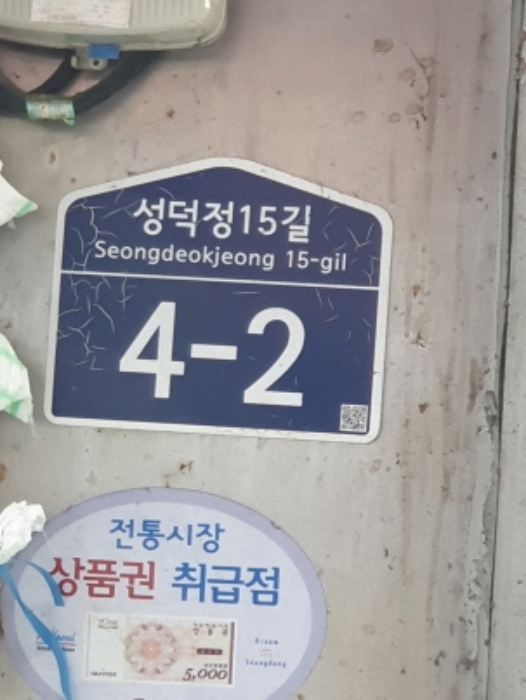 성덕정15길
Seongdeokjeong 15-gil
4-2
전통시장
상품권 취급점
5,000